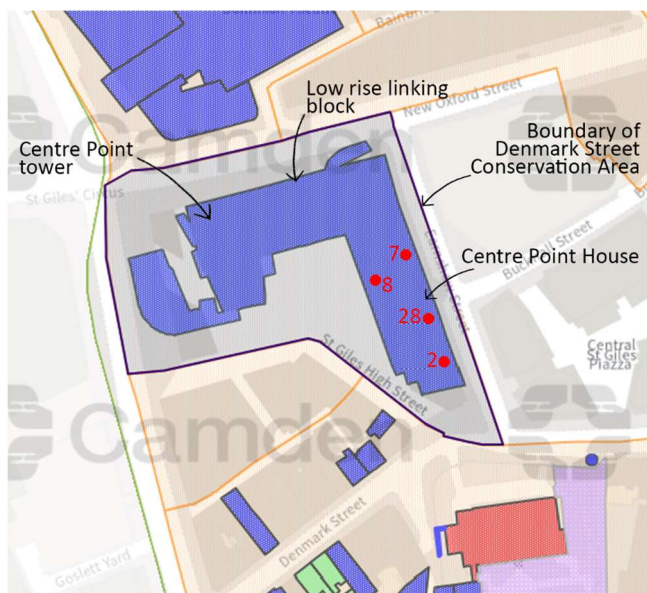 Bainbri
Low rise linking
block
New Oxford Street
Boundary of
Denmark Street
Conservation Area
Camden
Centre Point
tower
St Giles' Circus
Bucknall Street
7
Centre Point House
8
28
Central
St Giles
Piazza
2
St Giles High Street
Camden
Denmark Street
Goslett Yard